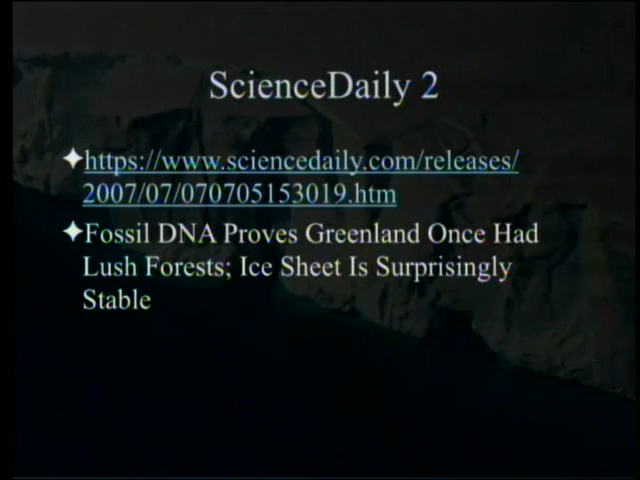 ScienceDaily 2
https://www.sciencedaily.com/releases/
2007/07/070705153019.htm
Fossil DNA Proves Greenland Once Had
Lush Forests; Ice Sheet Is Surprisingly
Stable